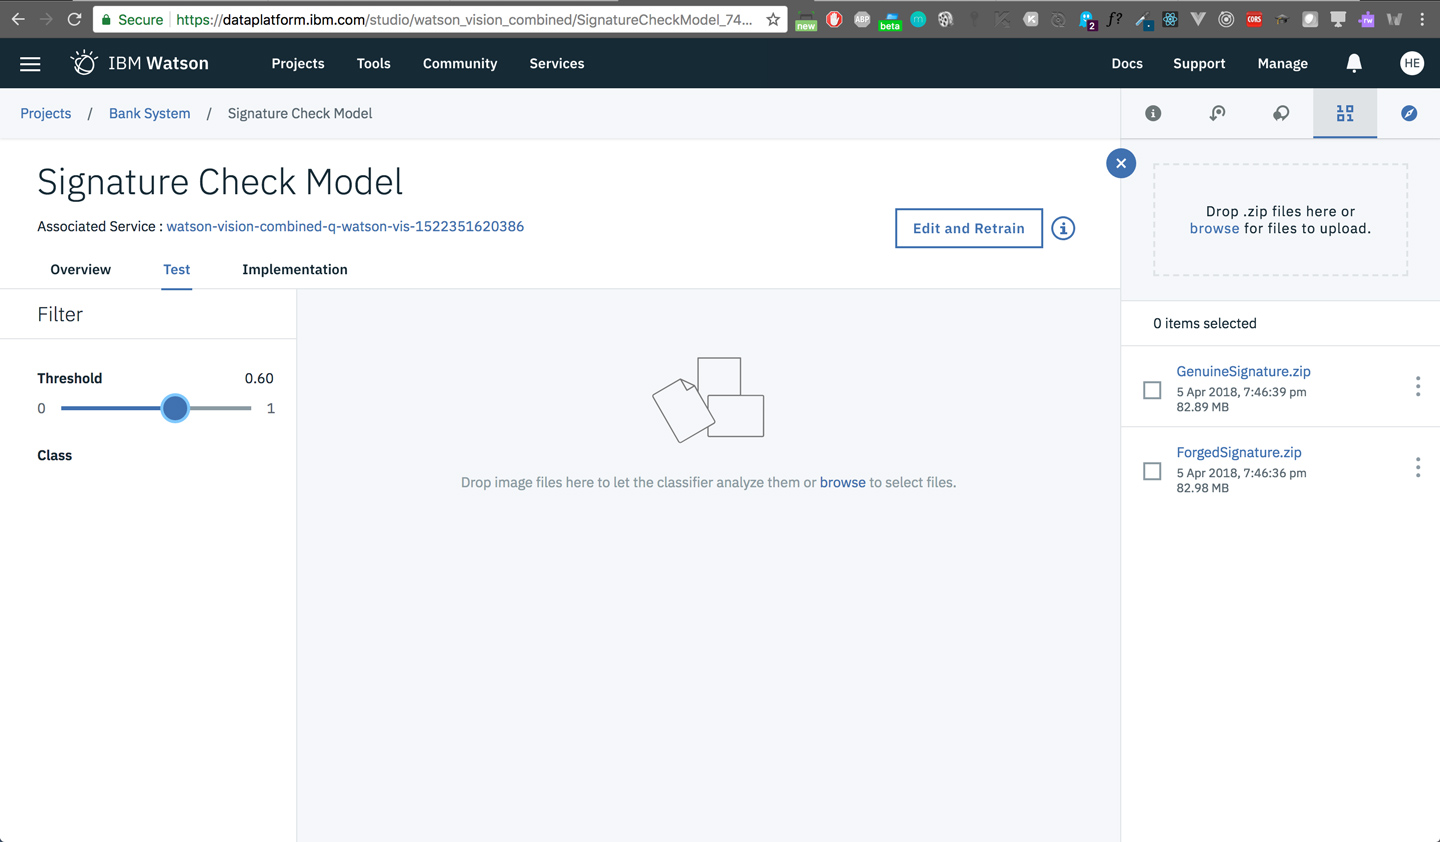 Secure https://dataplatform.ibm.com/studio/watson_vision_combined/SignatureCheckModel_74...
new ABP beta 2 f? CORS rw
IBM Watson Projects Tools Community Services Docs Support Manage HE
Projects / Bank System / Signature Check Model
Signature Check Model
Associated Service : watson-vision-combined-q-watson-vis-1522351620386
Edit and Retrain
Overview Test Implementation
Filter
Threshold 0.60
0 1
Class
Drop image files here to let the classifier analyze them or browse to select files.
Drop .zip files here or
browse for files to upload.
0 items selected
GenuineSignature.zip
5 Apr 2018, 7:46:39 pm
82.89 MB
ForgedSignature.zip
5 Apr 2018, 7:46:36 pm
82.98 MB